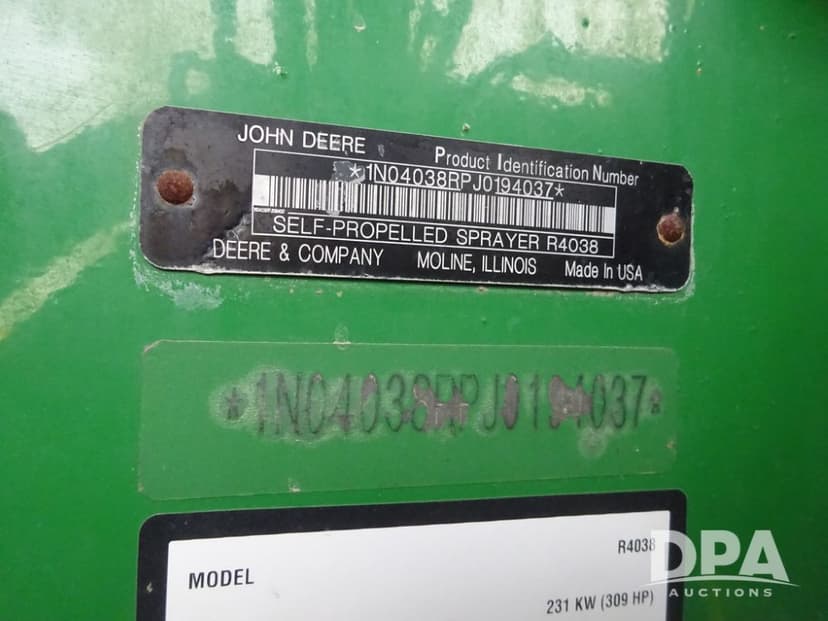 JOHN DEERE
Product Identification Number
*1N04038RPJ0194037*
SELF-PROPELLED SPRAYER R4038
DEERE & COMPANY MOLINE, ILLINOIS Made In USA
*1N04038RPJ0194037*
MODEL R4038
231 KW (309 HP)
DPA
AUCTIONS